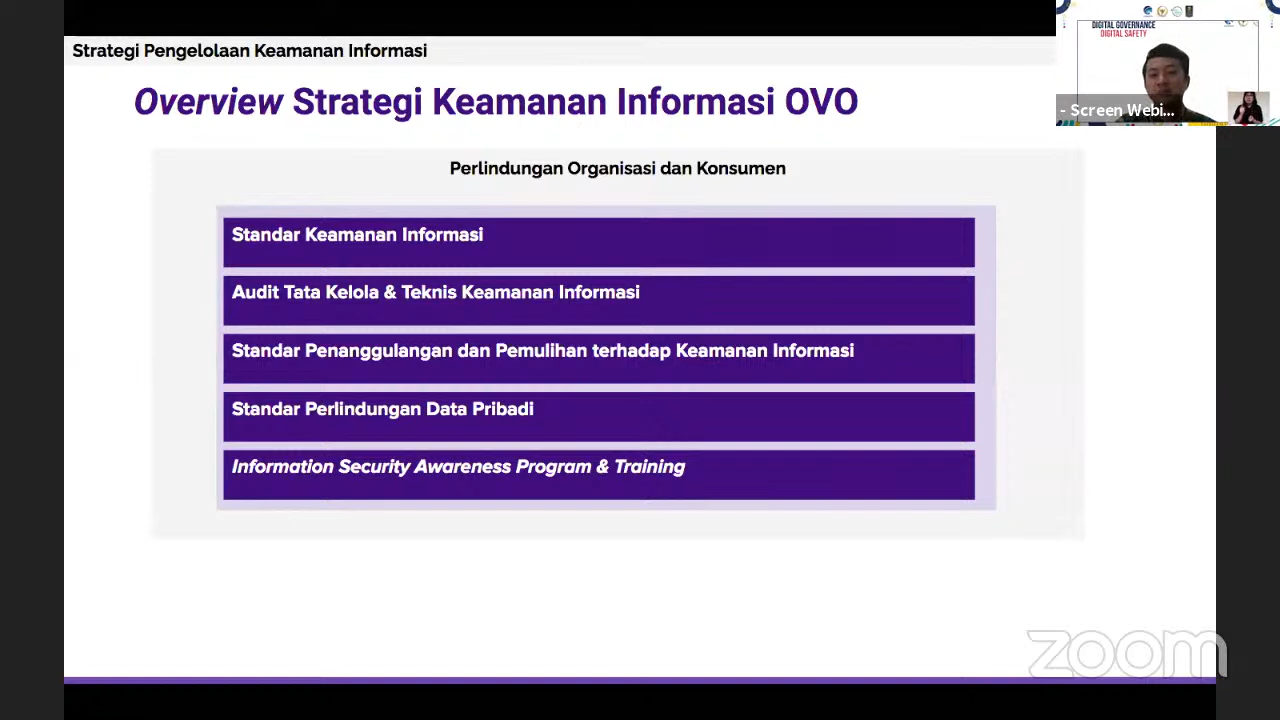 Strategi Pengelolaan Keamanan Informasi
DIGITAL GOVERNANCE
DIGITAL SAFETY
- Screen Webi...
Overview Strategi Keamanan Informasi OVO
Perlindungan Organisasi dan Konsumen
Standar Keamanan Informasi
Audit Tata Kelola & Teknis Keamanan Informasi
Standar Penanggulangan dan Pemulihan terhadap Keamanan Informasi
Standar Perlindungan Data Pribadi
Information Security Awareness Program & Training
zoom